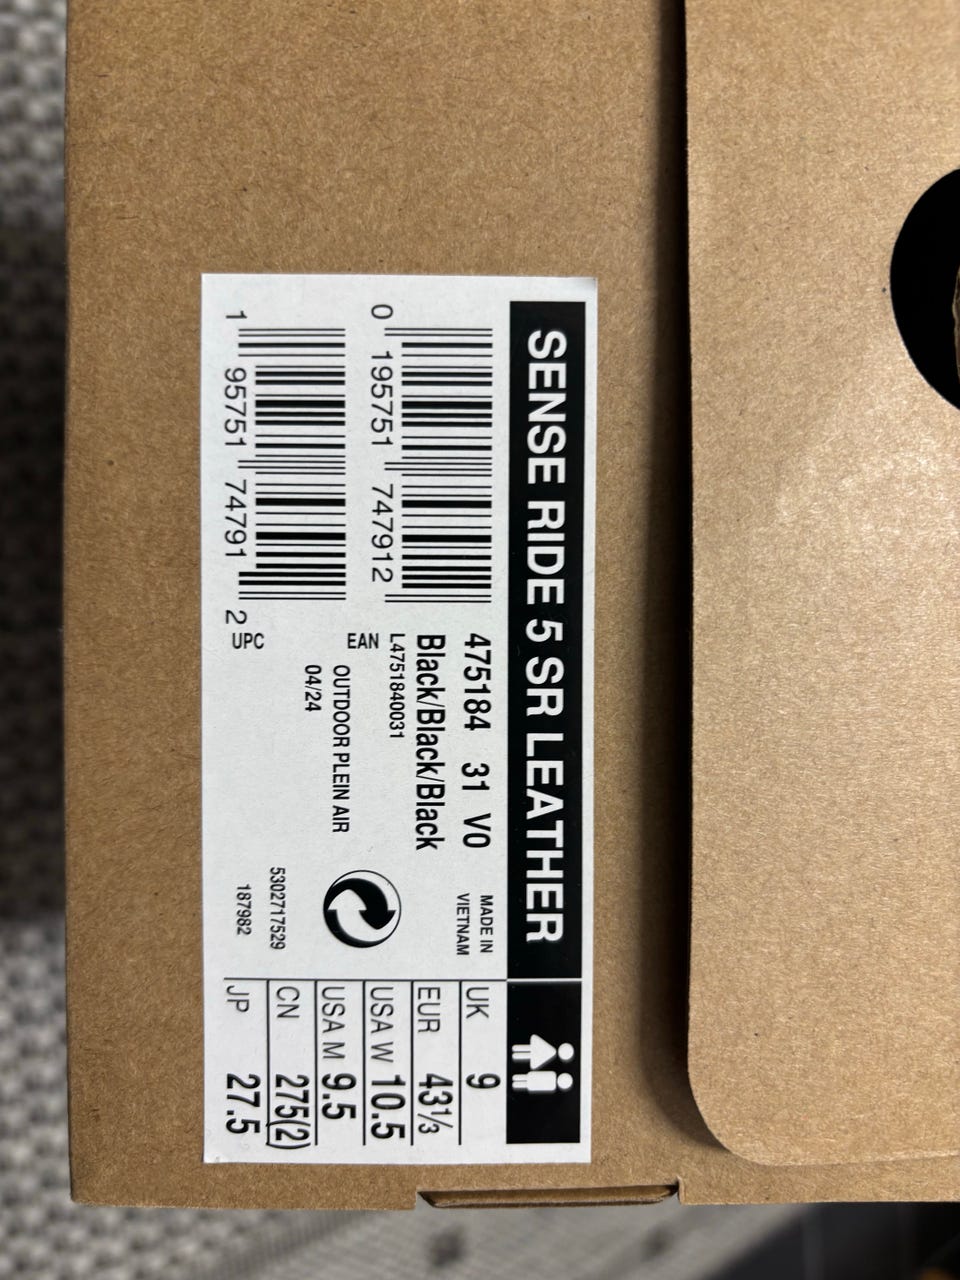 SENSE RIDE 5 SR LEATHER
0 195751 747912
475184 31 V0
Black/Black/Black
L4751840031
EAN
MADE IN
VIETNAM
1 95751 74791 2
UPC
OUTDOOR PLEIN AIR
04/24
5302717529
187982
UK 9
EUR 43⅓
USA W 10.5
USA M 9.5
CN 275(2)
JP 27.5